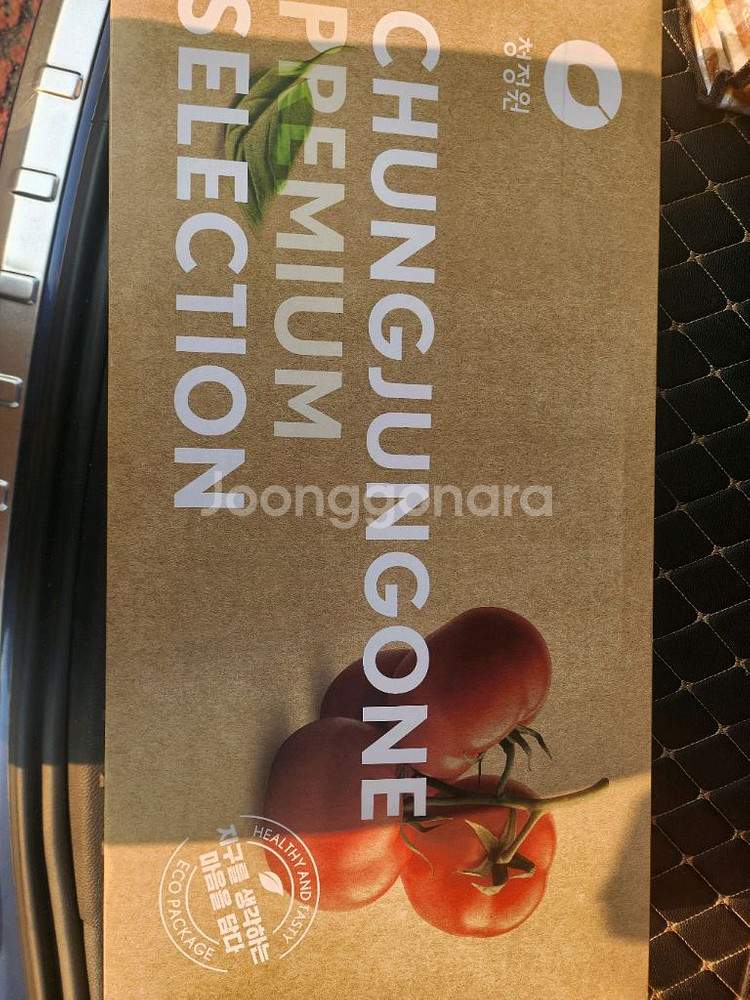 청정원
CHUNGJUNGONE
PREMIUM
SELECTION
Joonggonara
HEALTHY AND TASTY
지구를 생각하는
마음을 담다
ECO PACKAGE